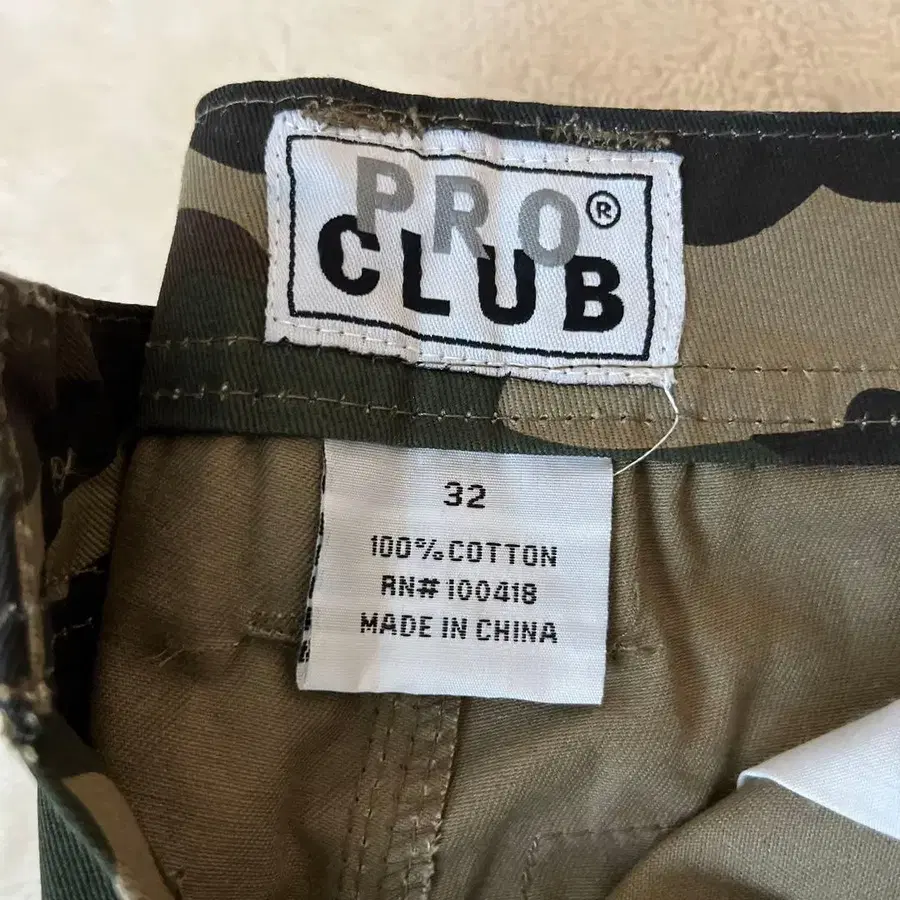 PRO®
CLUB
32
100% COTTON
RN# 100418
MADE IN CHINA